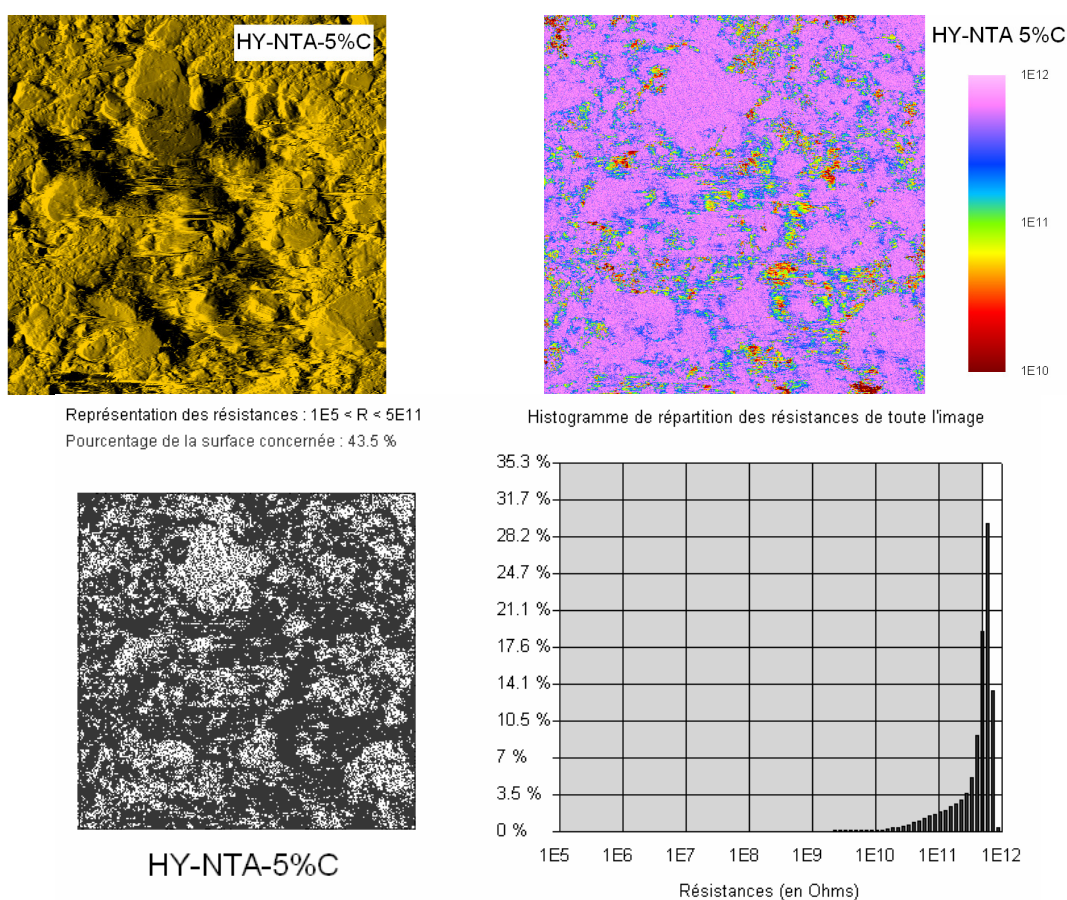 HY-NTA-5%C
HY-NTA 5%C
1E12
1E11
1E10
Représentation des résistances : 1E5 < R < 5E11
Pourcentage de la surface concernée : 43.5 %
HY-NTA-5%C
Histogramme de répartition des résistances de toute l'image
35.3 %
31.7 %
28.2 %
24.7 %
21.1 %
17.6 %
14.1 %
10.5 %
7 %
3.5 %
0 %
1E5 1E6 1E7 1E8 1E9 1E10 1E11 1E12
Résistances (en Ohms)